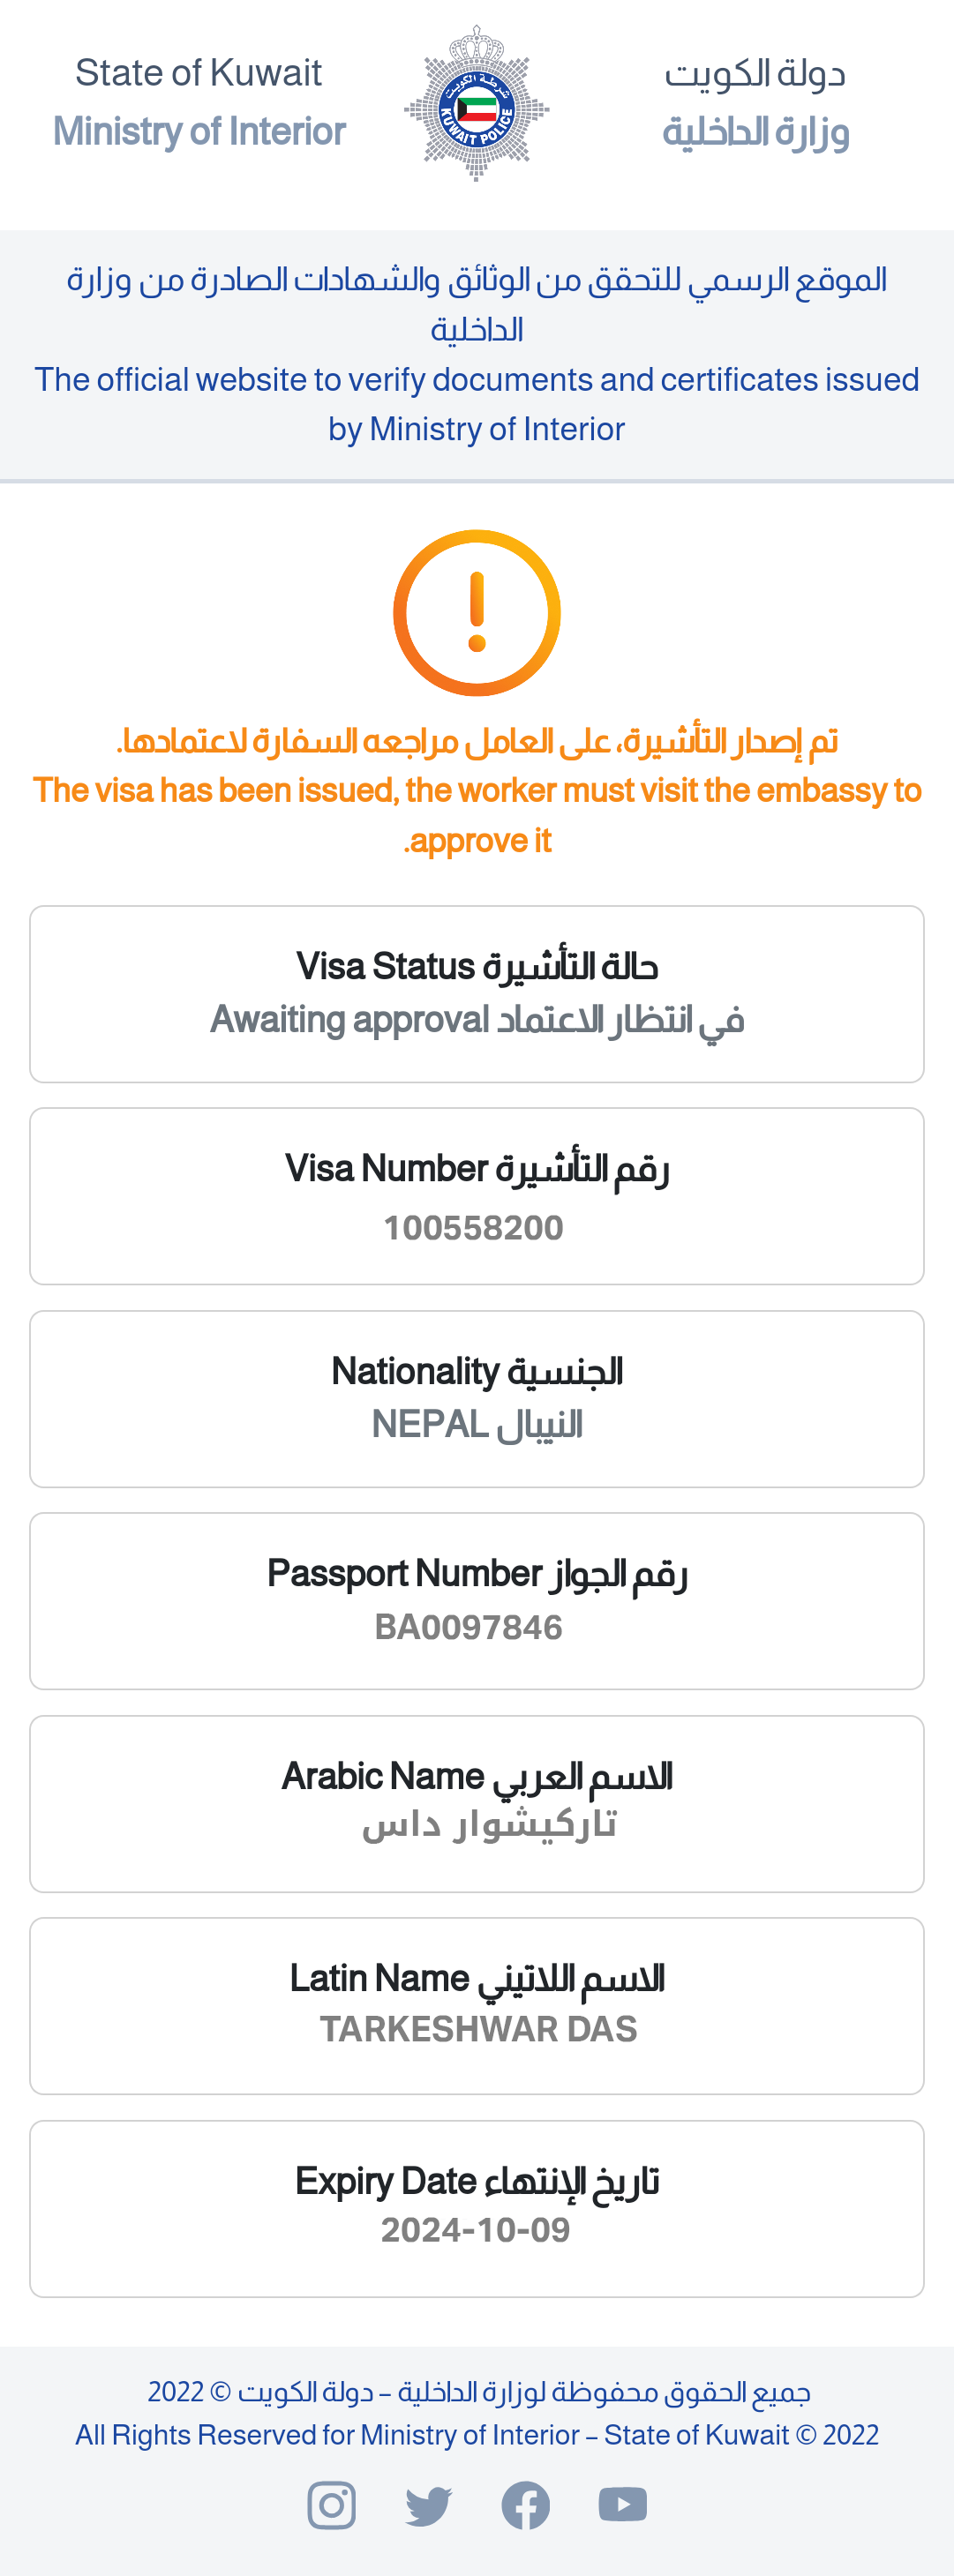 State of Kuwait
Ministry of Interior
شرطة الكويت
KUWAIT POLICE
دولة الكويت
وزارة الداخلية
الموقع الرسمي للتحقق من الوثائق والشهادات الصادرة من وزارة
الداخلية
The official website to verify documents and certificates issued
by Ministry of Interior
تم إصدار التأشيرة، على العامل مراجعه السفارة لاعتمادها.
The visa has been issued, the worker must visit the embassy to
.approve it
Visa Status حالة التأشيرة
Awaiting approval في انتظار الاعتماد
Visa Number رقم التأشيرة
100558200
Nationality الجنسية
NEPAL النيبال
Passport Number رقم الجواز
BA0097846
Arabic Name الاسم العربي
تاركيشوار داس
Latin Name الاسم اللاتيني
TARKESHWAR DAS
Expiry Date تاريخ الإنتهاء
2024-10-09
جميع الحقوق محفوظة لوزارة الداخلية – دولة الكويت © 2022
All Rights Reserved for Ministry of Interior – State of Kuwait © 2022